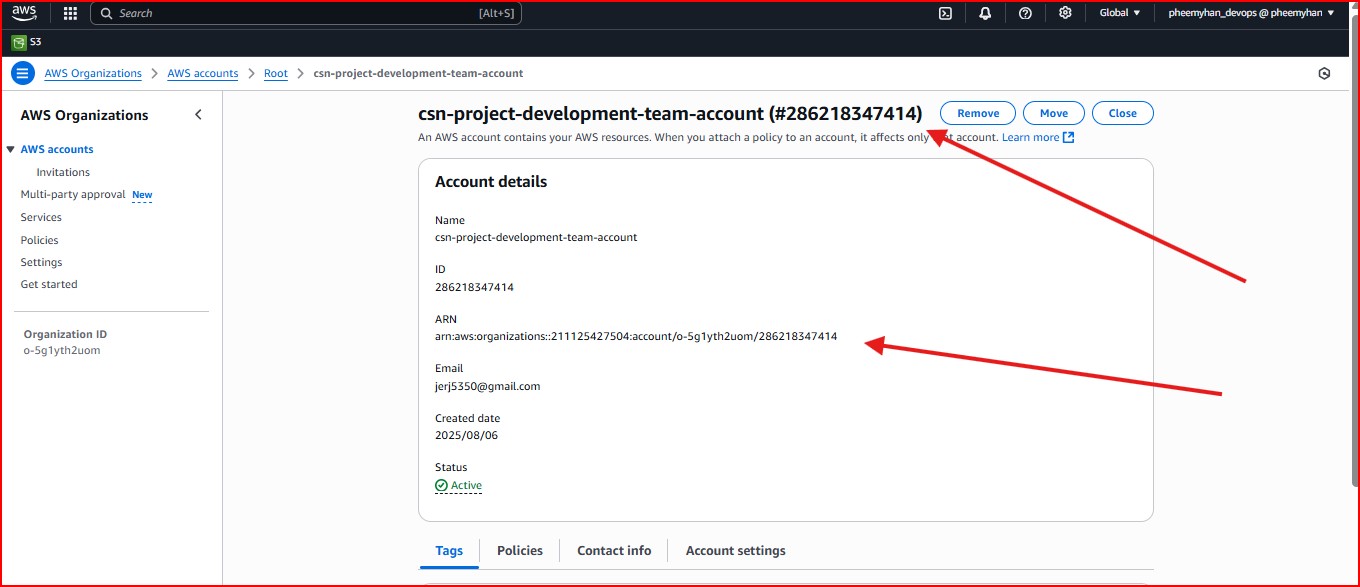 aws
Search [Alt+S] Global pheemyhan_devops @ pheemyhan
S3
AWS Organizations AWS accounts Root csn-project-development-team-account
AWS Organizations
AWS accounts
Invitations
Multi-party approval New
Services
Policies
Settings
Get started
Organization ID
o-5g1yth2uom
csn-project-development-team-account (#286218347414) Remove Move Close
An AWS account contains your AWS resources. When you attach a policy to an account, it affects only account. Learn more
Account details
Name
csn-project-development-team-account
ID
286218347414
ARN
arn:aws:organizations::211125427504:account/o-5g1yth2uom/286218347414
Email
jerj5350@gmail.com
Created date
2025/08/06
Status
Active
Tags Policies Contact info Account settings